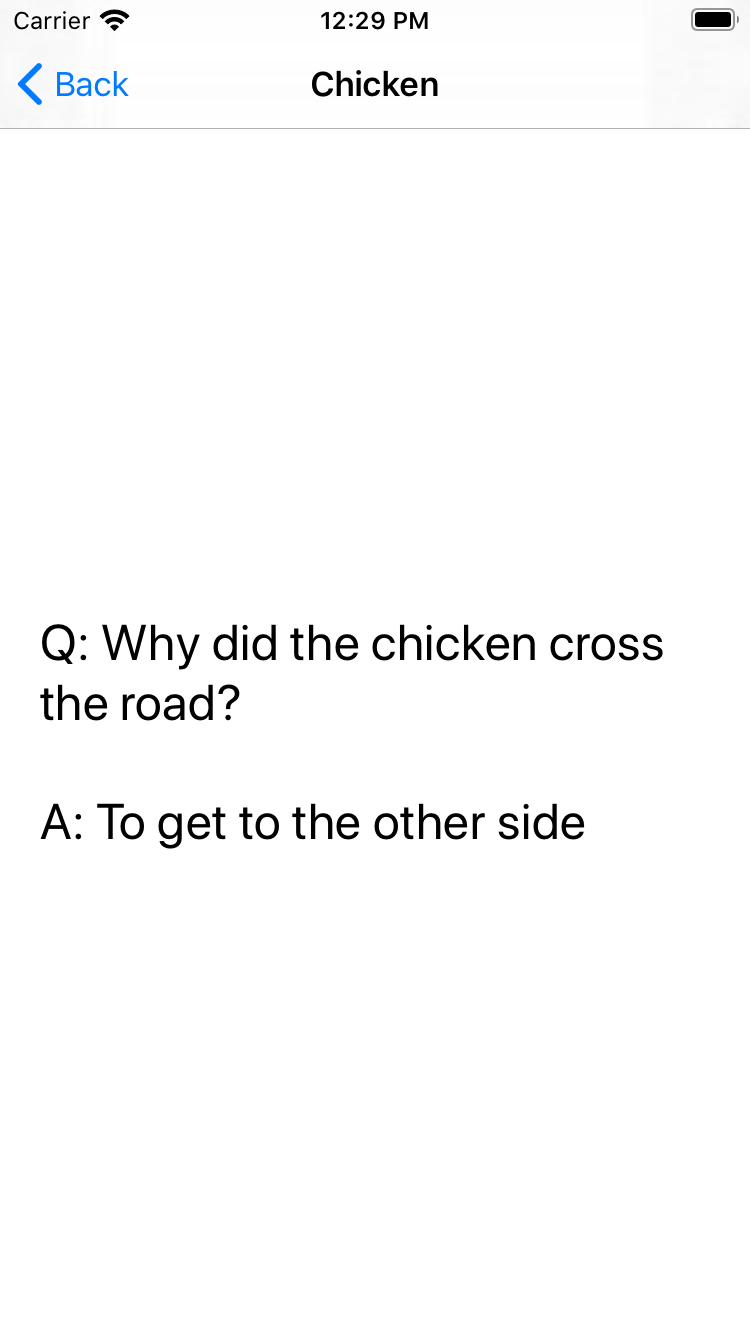 Carrier 12:29 PM
Back Chicken
Q: Why did the chicken cross
the road?
A: To get to the other side